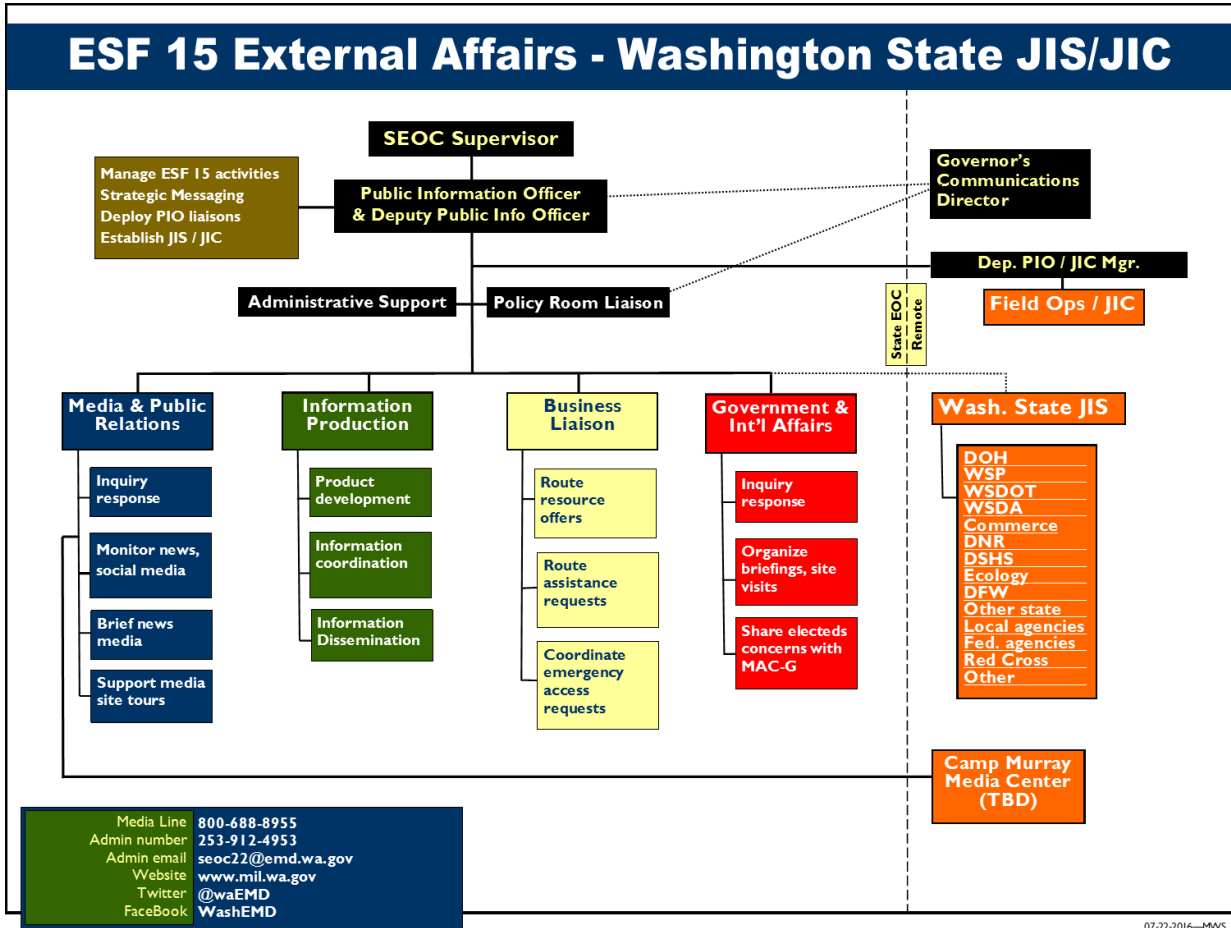 ESF 15 External Affairs - Washington State JIS/JIC
SEOC Supervisor
Manage ESF 15 activities
Strategic Messaging
Deploy PIO liaisons
Establish JIS / JIC
Public Information Officer
& Deputy Public Info Officer
Governor's
Communications
Director
Dep. PIO / JIC Mgr.
Administrative Support
Policy Room Liaison
Field Ops / JIC
State EOC
Remote
Media & Public
Relations
Inquiry
response
Monitor news,
social media
Brief news
media
Support media
site tours
Information
Production
Product
development
Information
coordination
Information
Dissemination
Business
Liaison
Route
resource
offers
Route
assistance
requests
Coordinate
emergency
access
requests
Government &
Int'l Affairs
Inquiry
response
Organize
briefings, site
visits
Share electeds
concerns with
MAC-G
Wash. State JIS
DOH
WSP
WSDOT
WSDA
Commerce
DNR
DSHS
Ecology
DFW
Other state
Local agencies
Fed. agencies
Red Cross
Other
Camp Murray
Media Center
(TBD)
Media Line 800-688-8955
Admin number 253-912-4953
Admin email seoc22@emd.wa.gov
Website www.mil.wa.gov
Twitter @waEMD
FaceBook WashEMD
07-22-2016—MWS